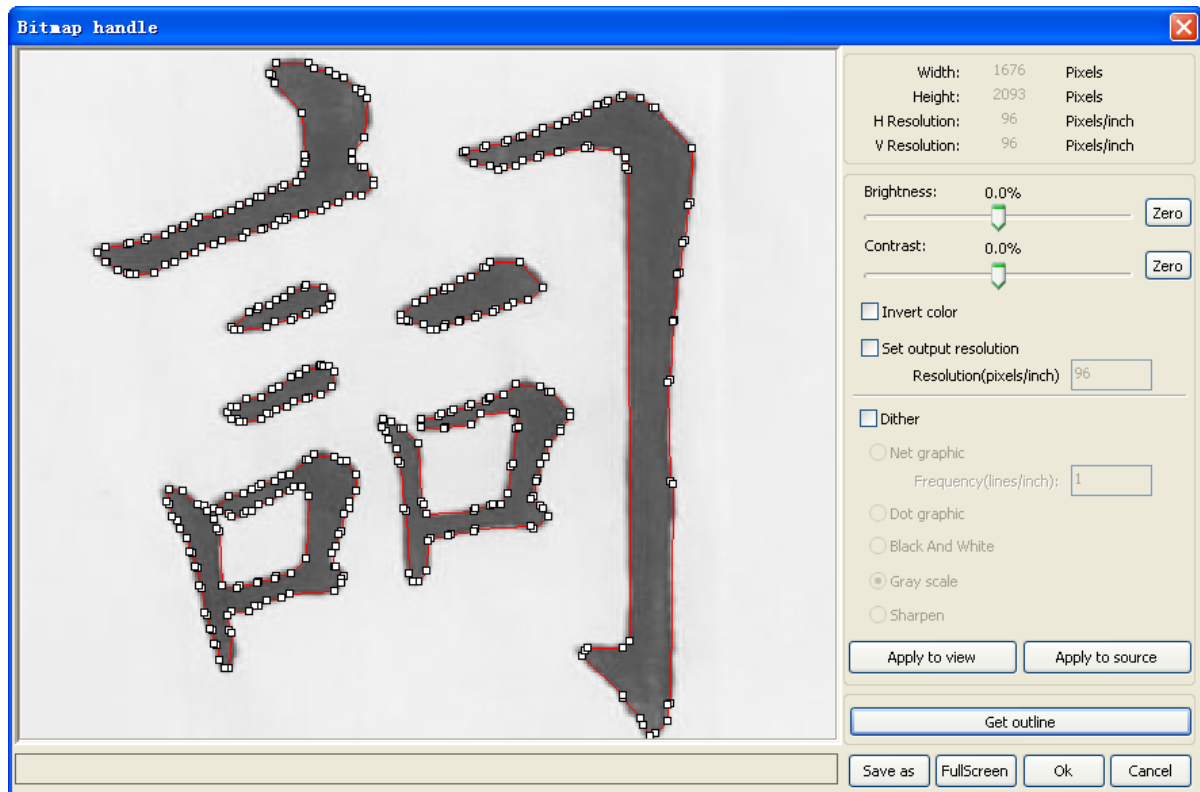 Bitmap handle
詞
Width: 1676 Pixels
Height: 2093 Pixels
H Resolution: 96 Pixels/inch
V Resolution: 96 Pixels/inch
Brightness: 0.0%
Zero
Contrast: 0.0%
Zero
Invert color
Set output resolution
Resolution(pixels/inch) 96
Dither
Net graphic
Frequency(lines/inch): 1
Dot graphic
Black And White
Gray scale
Sharpen
Apply to view Apply to source
Get outline
Save as FullScreen Ok Cancel